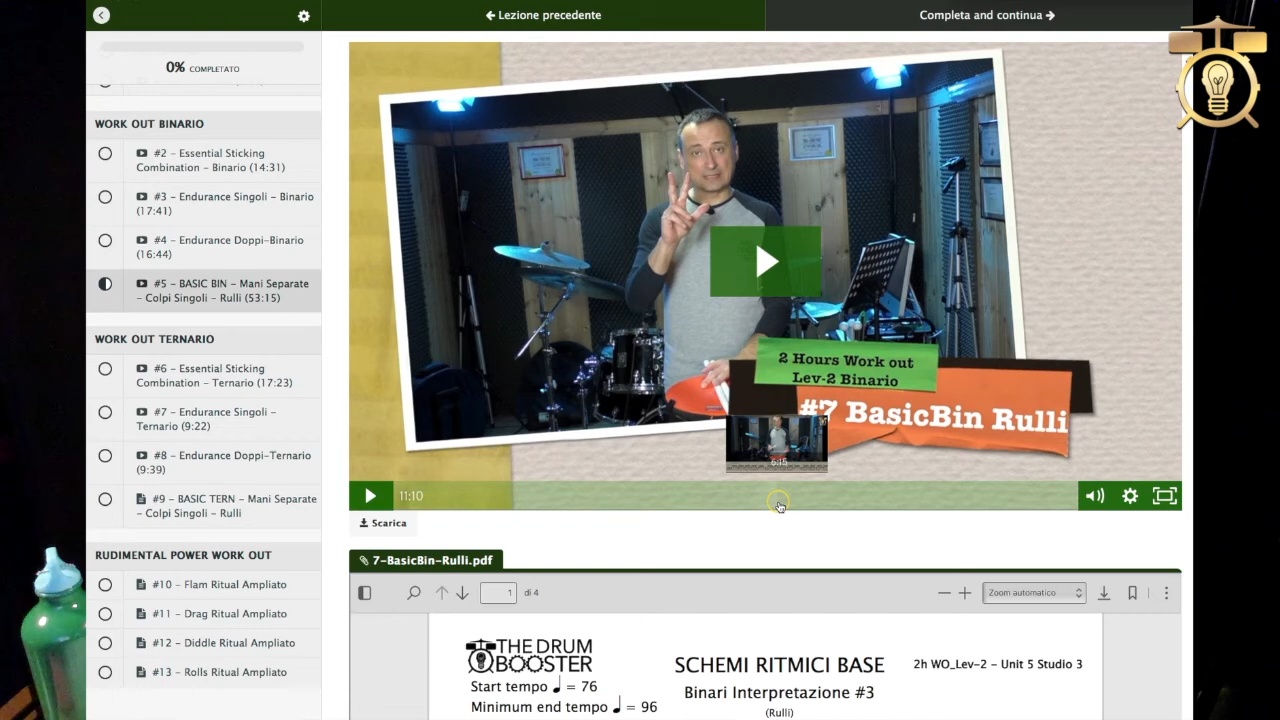 Lezione precedente
Completa and continua
0% COMPLETATO
WORK OUT BINARIO
#2 – Essential Sticking
Combination – Binario (14:31)
#3 – Endurance Singoli – Binario
(17:41)
#4 – Endurance Doppi-Binario
(16:44)
#5 – BASIC BIN – Mani Separate
– Colpi Singoli – Rulli (53:15)
WORK OUT TERNARIO
#6 – Essential Sticking
Combination – Ternario (17:23)
#7 – Endurance Singoli –
Ternario (9:22)
#8 – Endurance Doppi-Ternario
(9:39)
#9 – BASIC TERN – Mani Separate
– Colpi Singoli – Rulli
RUDIMENTAL POWER WORK OUT
#10 – Flam Ritual Ampliato
#11 – Drag Ritual Ampliato
#12 – Diddle Ritual Ampliato
#13 – Rolls Ritual Ampliato
2 Hours Work out
Lev-2 Binario
#7 BasicBin Rulli
6:15
11:10
Scarica
7-BasicBin-Rulli.pdf
1 di 4
Zoom automatico
THE DRUM
BOOSTER
SCHEMI RITMICI BASE
2h WO_Lev-2 – Unit 5 Studio 3
Start tempo ♩ = 76
Binari Interpretazione #3
Minimum end tempo ♩ = 96
(Rulli)